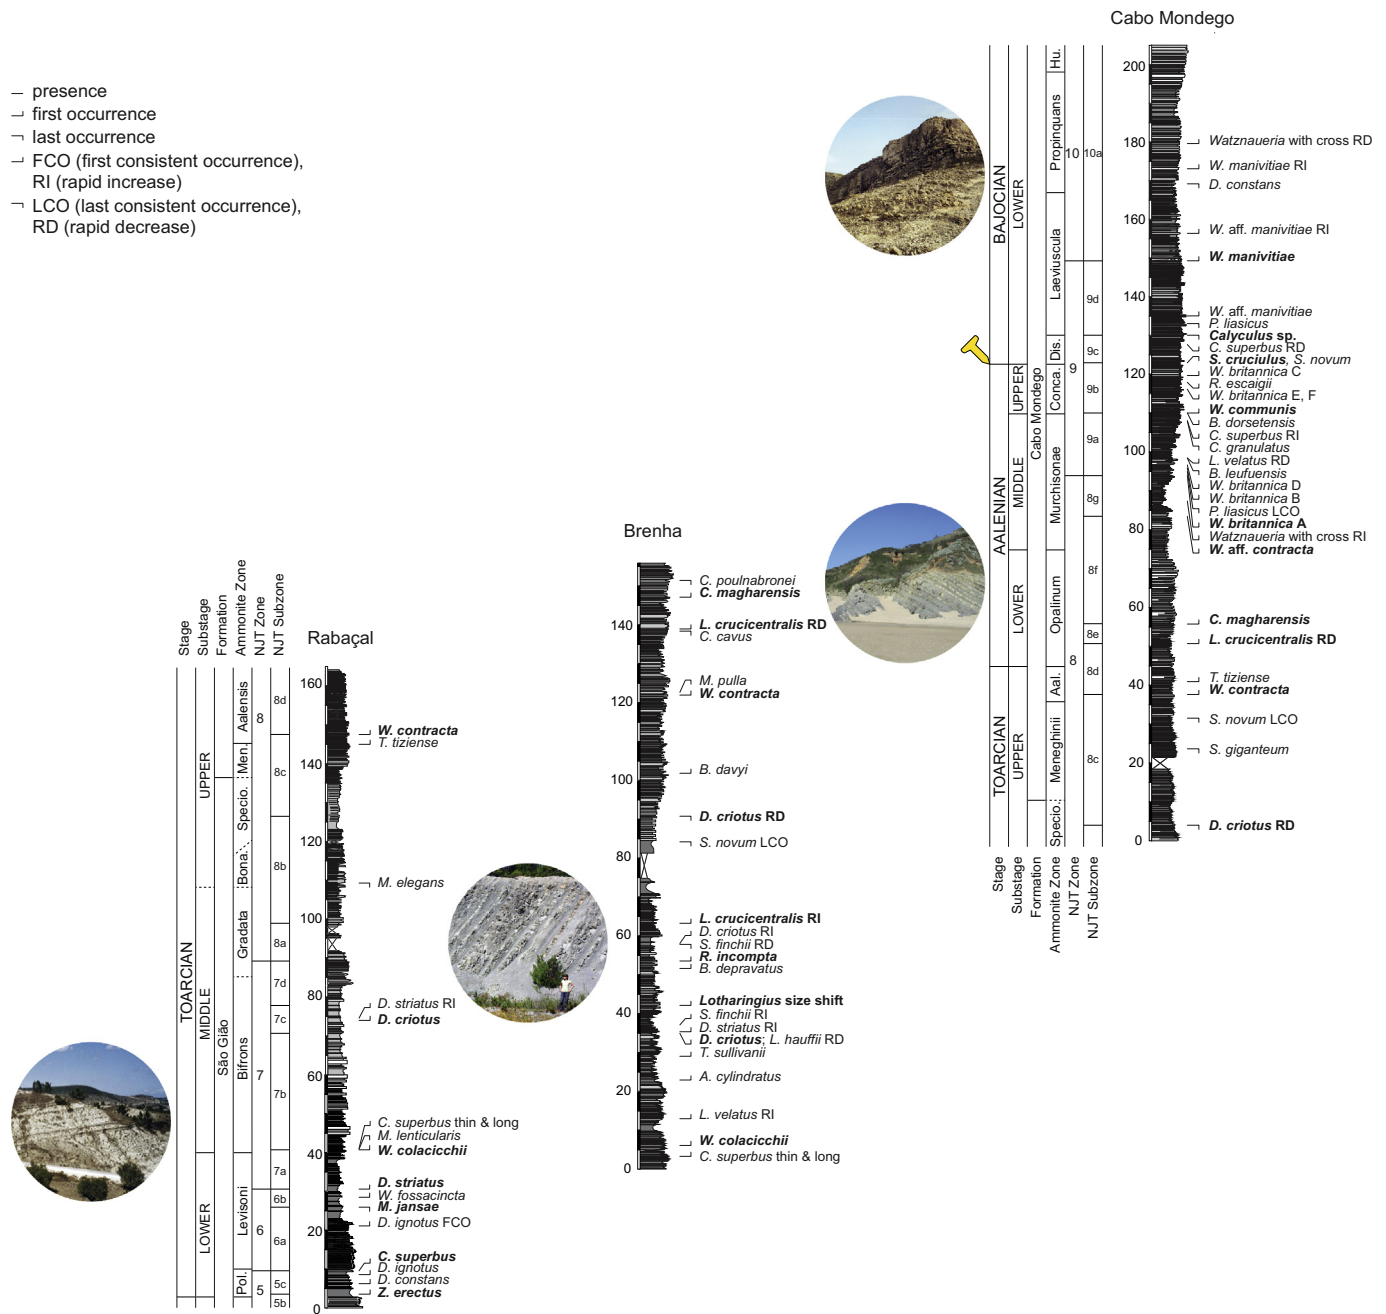 Cabo Mondego
presence
first occurrence
last occurrence
FCO (first consistent occurrence),
RI (rapid increase)
LCO (last consistent occurrence),
RD (rapid decrease)
BAJOCIAN
AALENIAN
TOARCIAN
LOWER
UPPER
MIDDLE
LOWER
UPPER
Cabo Mondego
Hu.
Propinquans
Laeviuscula
Dis.
Conca.
Murchisonae
Opalinum
Aal.
Meneghinii
Specio.
10
9
8
10a
9d
9c
9b
9a
8g
8f
8e
8d
8c
Stage
Substage
Formation
Ammonite Zone
NJT Zone
NJT Subzone
200
180
160
140
120
100
80
60
40
20
0
Watznaueria with cross RD
W. manivitiae RI
D. constans
W. aff. manivitiae RI
W. manivitiae
W. aff. manivitiae
P. liasicus
Calyculus sp.
C. superbus RD
S. cruciulus, S. novum
W. britannica C
R. escaigii
W. britannica E, F
W. communis
B. dorsetensis
C. superbus RI
C. granulatus
L. velatus RD
B. leufuensis
W. britannica D
W. britannica B
P. liasicus LCO
W. britannica A
Watznaueria with cross RI
W. aff. contracta
C. magharensis
L. crucicentralis RD
T. tiziense
W. contracta
S. novum LCO
S. giganteum
D. criotus RD
Brenha
140
120
100
80
60
40
20
0
C. poulnabronei
C. magharensis
L. crucicentralis RD
C. cavus
M. pulla
W. contracta
B. davyi
D. criotus RD
S. novum LCO
L. crucicentralis RI
D. criotus RI
S. finchii RD
R. incompta
B. depravatus
Lotharingius size shift
S. finchii RI
D. striatus RI
D. criotus; L. hauffii RD
T. sullivanii
A. cylindratus
L. velatus RI
W. colacicchii
C. superbus thin & long
Stage
Substage
Formation
Ammonite Zone
NJT Zone
NJT Subzone
Rabaçal
TOARCIAN
UPPER
MIDDLE
LOWER
São Gião
Aalensis
Men.
Specio.
Bona.
Gradata
Bifrons
Levisoni
Pol.
8
7
6
5
8d
8c
8b
8a
7d
7c
7b
7a
6b
6a
5c
5b
160
140
120
100
80
60
40
20
0
W. contracta
T. tiziense
M. elegans
D. striatus RI
D. criotus
C. superbus thin & long
M. lenticularis
W. colacicchii
D. striatus
W. fossacincta
M. jansae
D. ignotus FCO
C. superbus
D. ignotus
D. constans
Z. erectus